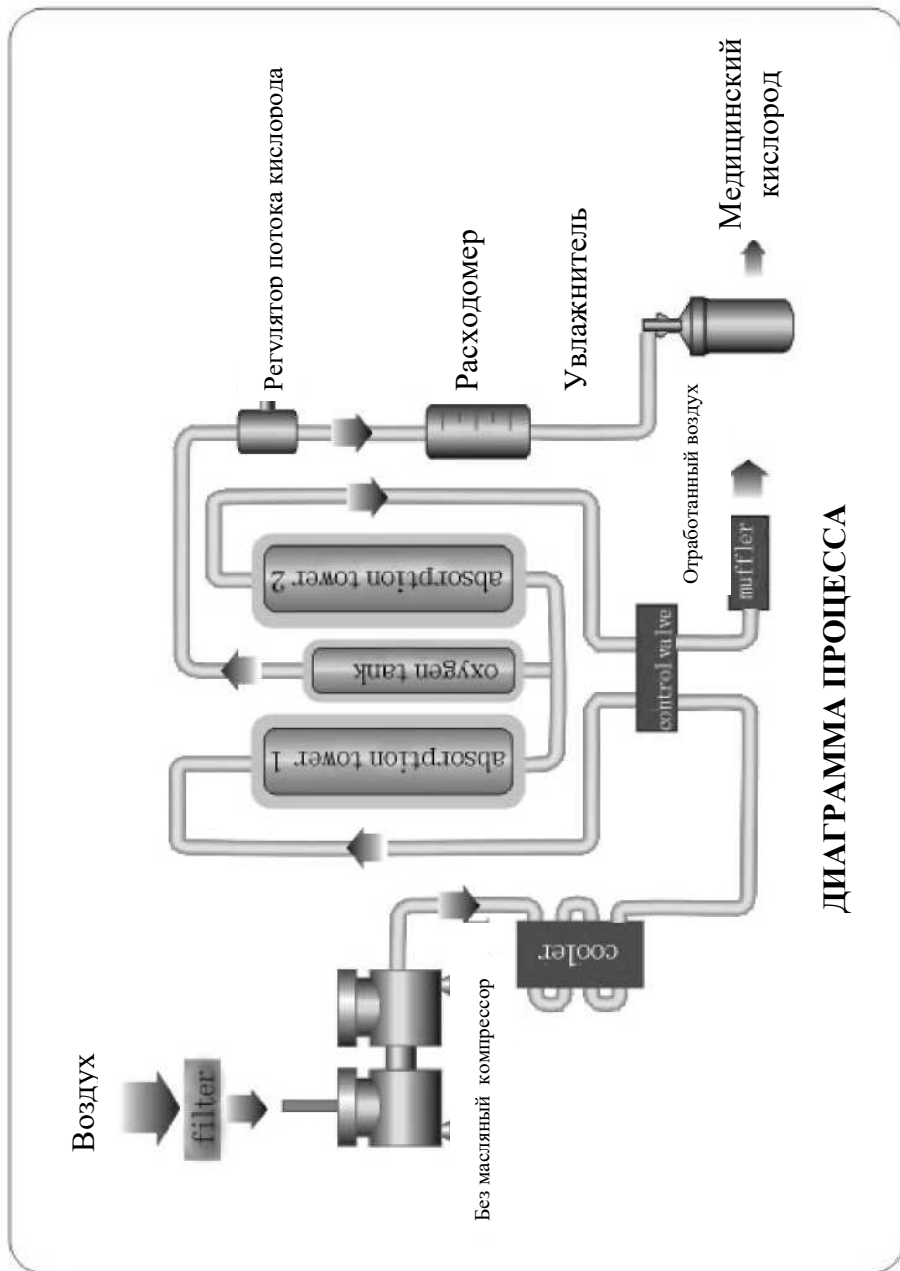 Воздух
filter
Без масляный компрессор
cooler
absorption tower 1
oxygen tank
absorption tower 2
control valve
muffler
Отработанный воздух
Регулятор потока кислорода
Расходомер
Увлажнитель
Медицинский
кислород
ДИАГРАММА ПРОЦЕССА